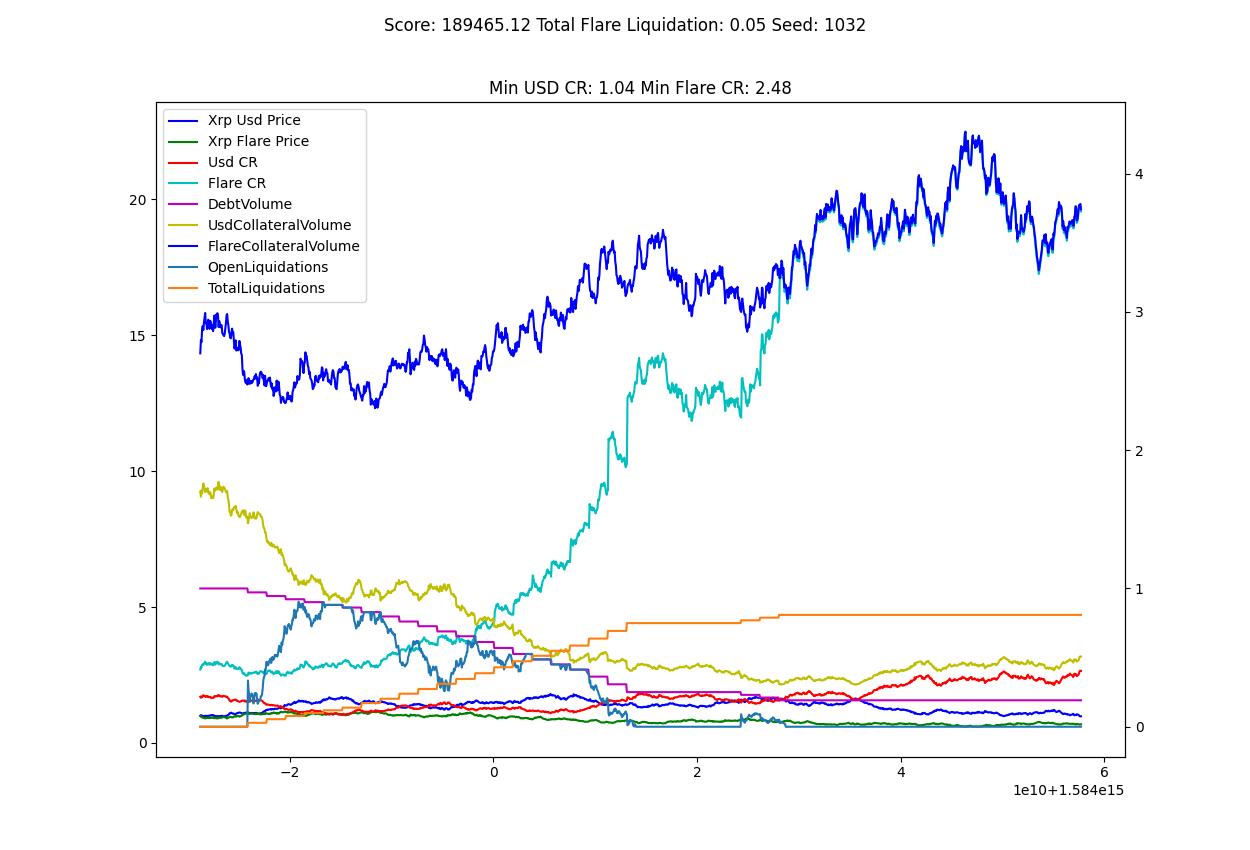 Score: 189465.12 Total Flare Liquidation: 0.05 Seed: 1032
Min USD CR: 1.04 Min Flare CR: 2.48
Xrp Usd Price
Xrp Flare Price
Usd CR
Flare CR
DebtVolume
UsdCollateralVolume
FlareCollateralVolume
OpenLiquidations
TotalLiquidations
20
15
10
5
0
4
3
2
1
0
−2
0
2
4
6
1e10+1.584e15